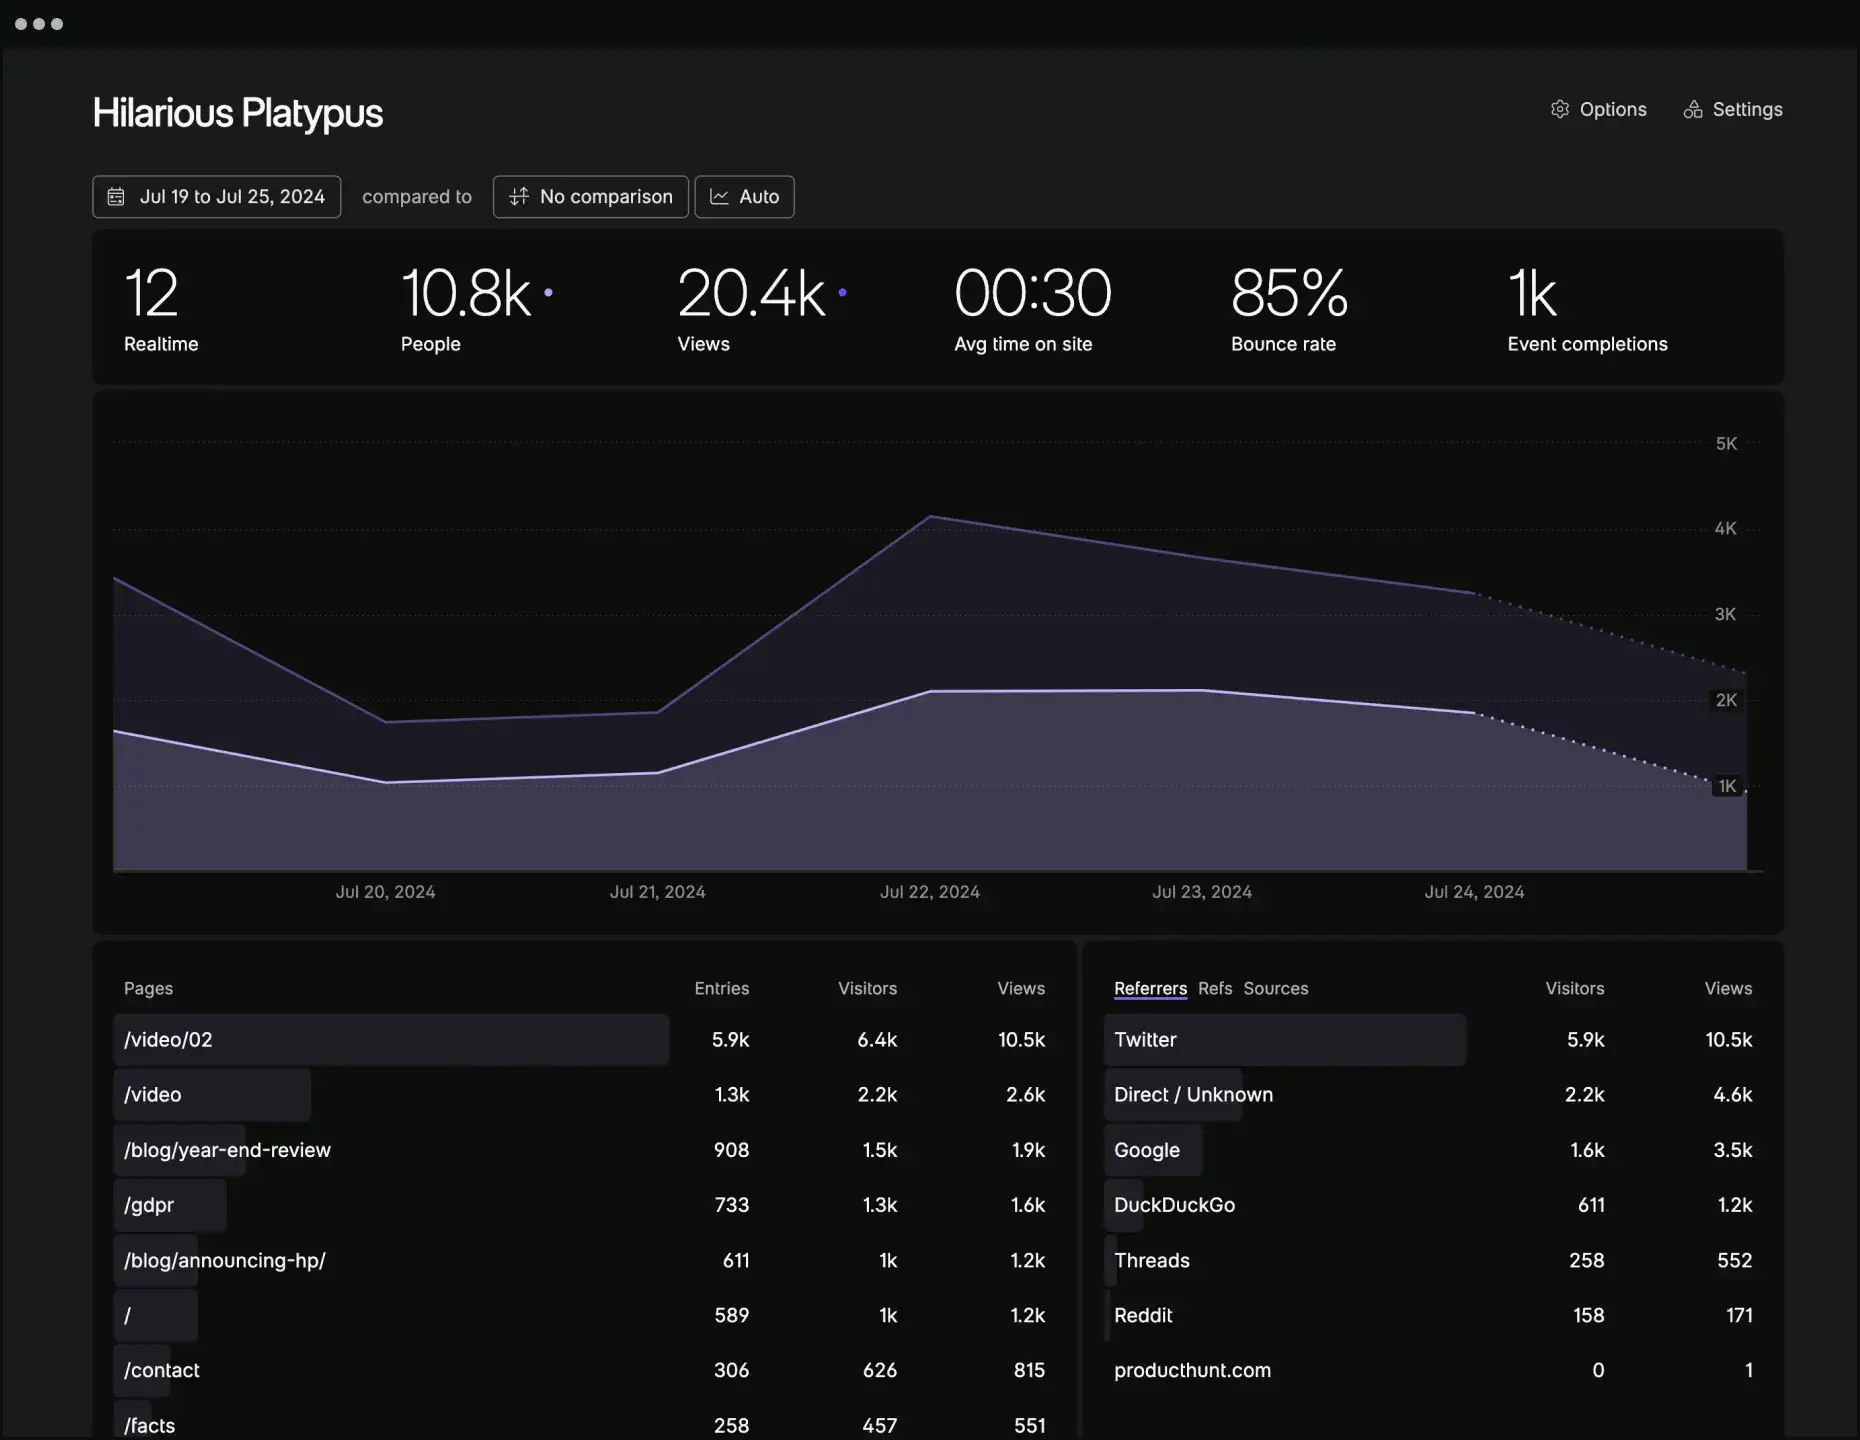 Hilarious Platypus
Options Settings
Jul 19 to Jul 25, 2024 compared to No comparison Auto
12 10.8k 20.4k 00:30 85% 1k
Realtime People Views Avg time on site Bounce rate Event completions
5K
4K
3K
2K
1K
Jul 20, 2024 Jul 21, 2024 Jul 22, 2024 Jul 23, 2024 Jul 24, 2024
Pages Entries Visitors Views
/video/02 5.9k 6.4k 10.5k
/video 1.3k 2.2k 2.6k
/blog/year-end-review 908 1.5k 1.9k
/gdpr 733 1.3k 1.6k
/blog/announcing-hp/ 611 1k 1.2k
/ 589 1k 1.2k
/contact 306 626 815
/facts 258 457 551
Referrers Refs Sources Visitors Views
Twitter 5.9k 10.5k
Direct / Unknown 2.2k 4.6k
Google 1.6k 3.5k
DuckDuckGo 611 1.2k
Threads 258 552
Reddit 158 171
producthunt.com 0 1